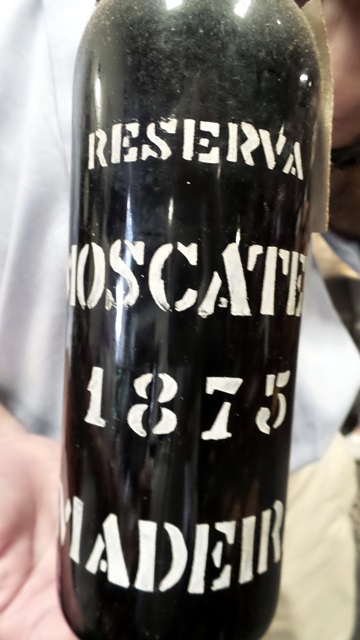 RESERVA
MOSCATE
1875
MADEIR